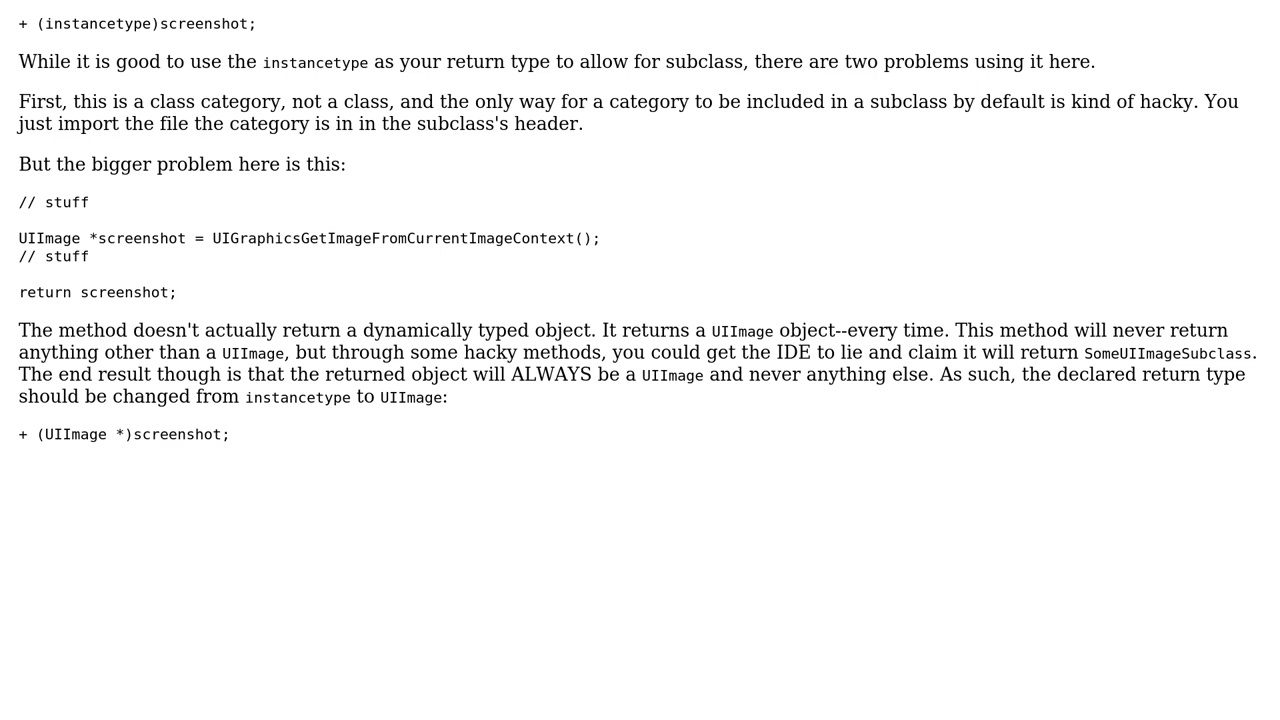 + (instancetype)screenshot;
While it is good to use the instancetype as your return type to allow for subclass, there are two problems using it here.
First, this is a class category, not a class, and the only way for a category to be included in a subclass by default is kind of hacky. You
just import the file the category is in in the subclass's header.
But the bigger problem here is this:
// stuff
UIImage *screenshot = UIGraphicsGetImageFromCurrentImageContext();
// stuff
return screenshot;
The method doesn't actually return a dynamically typed object. It returns a UIImage object--every time. This method will never return
anything other than a UIImage, but through some hacky methods, you could get the IDE to lie and claim it will return SomeUIImageSubclass.
The end result though is that the returned object will ALWAYS be a UIImage and never anything else. As such, the declared return type
should be changed from instancetype to UIImage:
+ (UIImage *)screenshot;